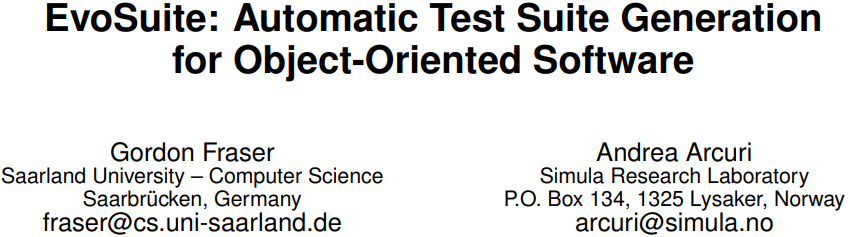 EvoSuite: Automatic Test Suite Generation
for Object-Oriented Software
Gordon Fraser
Saarland University – Computer Science
Saarbrücken, Germany
fraser@cs.uni-saarland.de
Andrea Arcuri
Simula Research Laboratory
P.O. Box 134, 1325 Lysaker, Norway
arcuri@simula.no